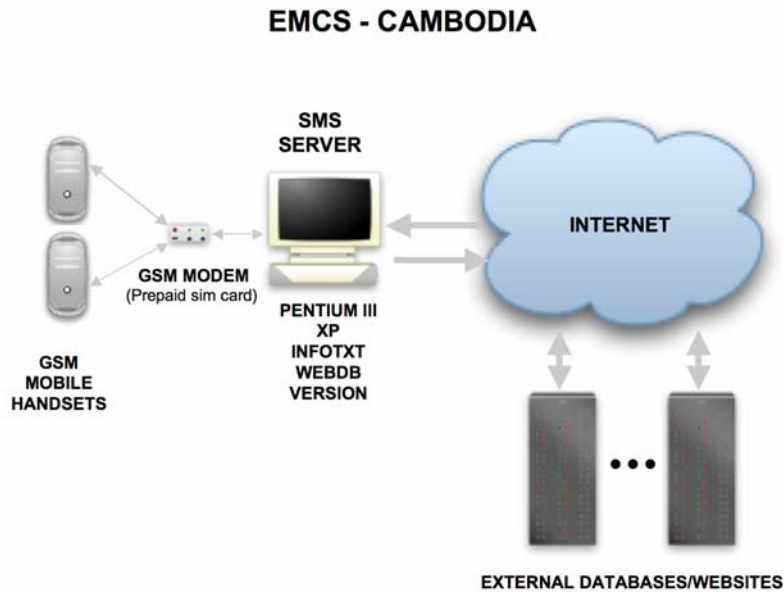 EMCS - CAMBODIA
SMS
SERVER
INTERNET
GSM MODEM
(Prepaid sim card)
PENTIUM III
XP
INFOTXT
WEBDB
VERSION
GSM
MOBILE
HANDSETS
EXTERNAL DATABASES/WEBSITES